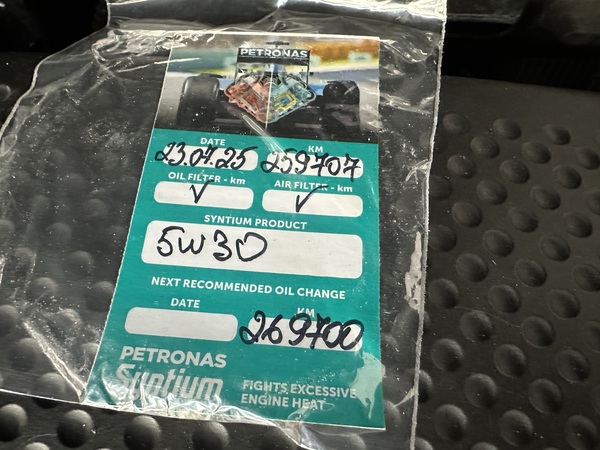 PETRONAS
DATE KM
23.07.25 259707
OIL FILTER - km AIR FILTER - km
✓ ✓
SYNTIUM PRODUCT
5W30
NEXT RECOMMENDED OIL CHANGE
DATE KM
269700
PETRONAS
Syntium
FIGHTS EXCESSIVE
ENGINE HEAT